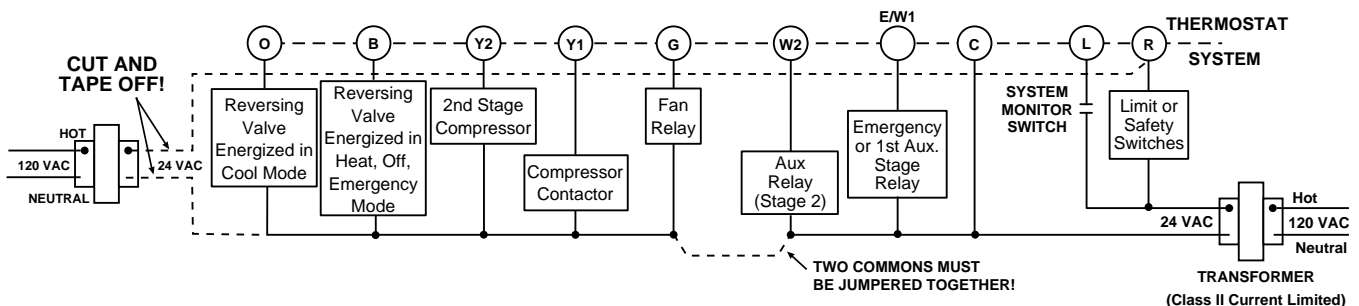 E/W1
O
B
Y2
Y1
G
W2
C
L
R
THERMOSTAT
SYSTEM
CUT AND
TAPE OFF!
HOT
120 VAC
24 VAC
NEUTRAL
Reversing
Valve
Energized in
Cool Mode
Reversing
Valve
Energized in
Heat, Off,
Emergency
Mode
2nd Stage
Compressor
Compressor
Contactor
Fan
Relay
Aux
Relay
(Stage 2)
Emergency
or 1st Aux.
Stage
Relay
SYSTEM
MONITOR
SWITCH
Limit or
Safety
Switches
24 VAC
Hot
120 VAC
Neutral
TWO COMMONS MUST
BE JUMPERED TOGETHER!
TRANSFORMER
(Class II Current Limited)